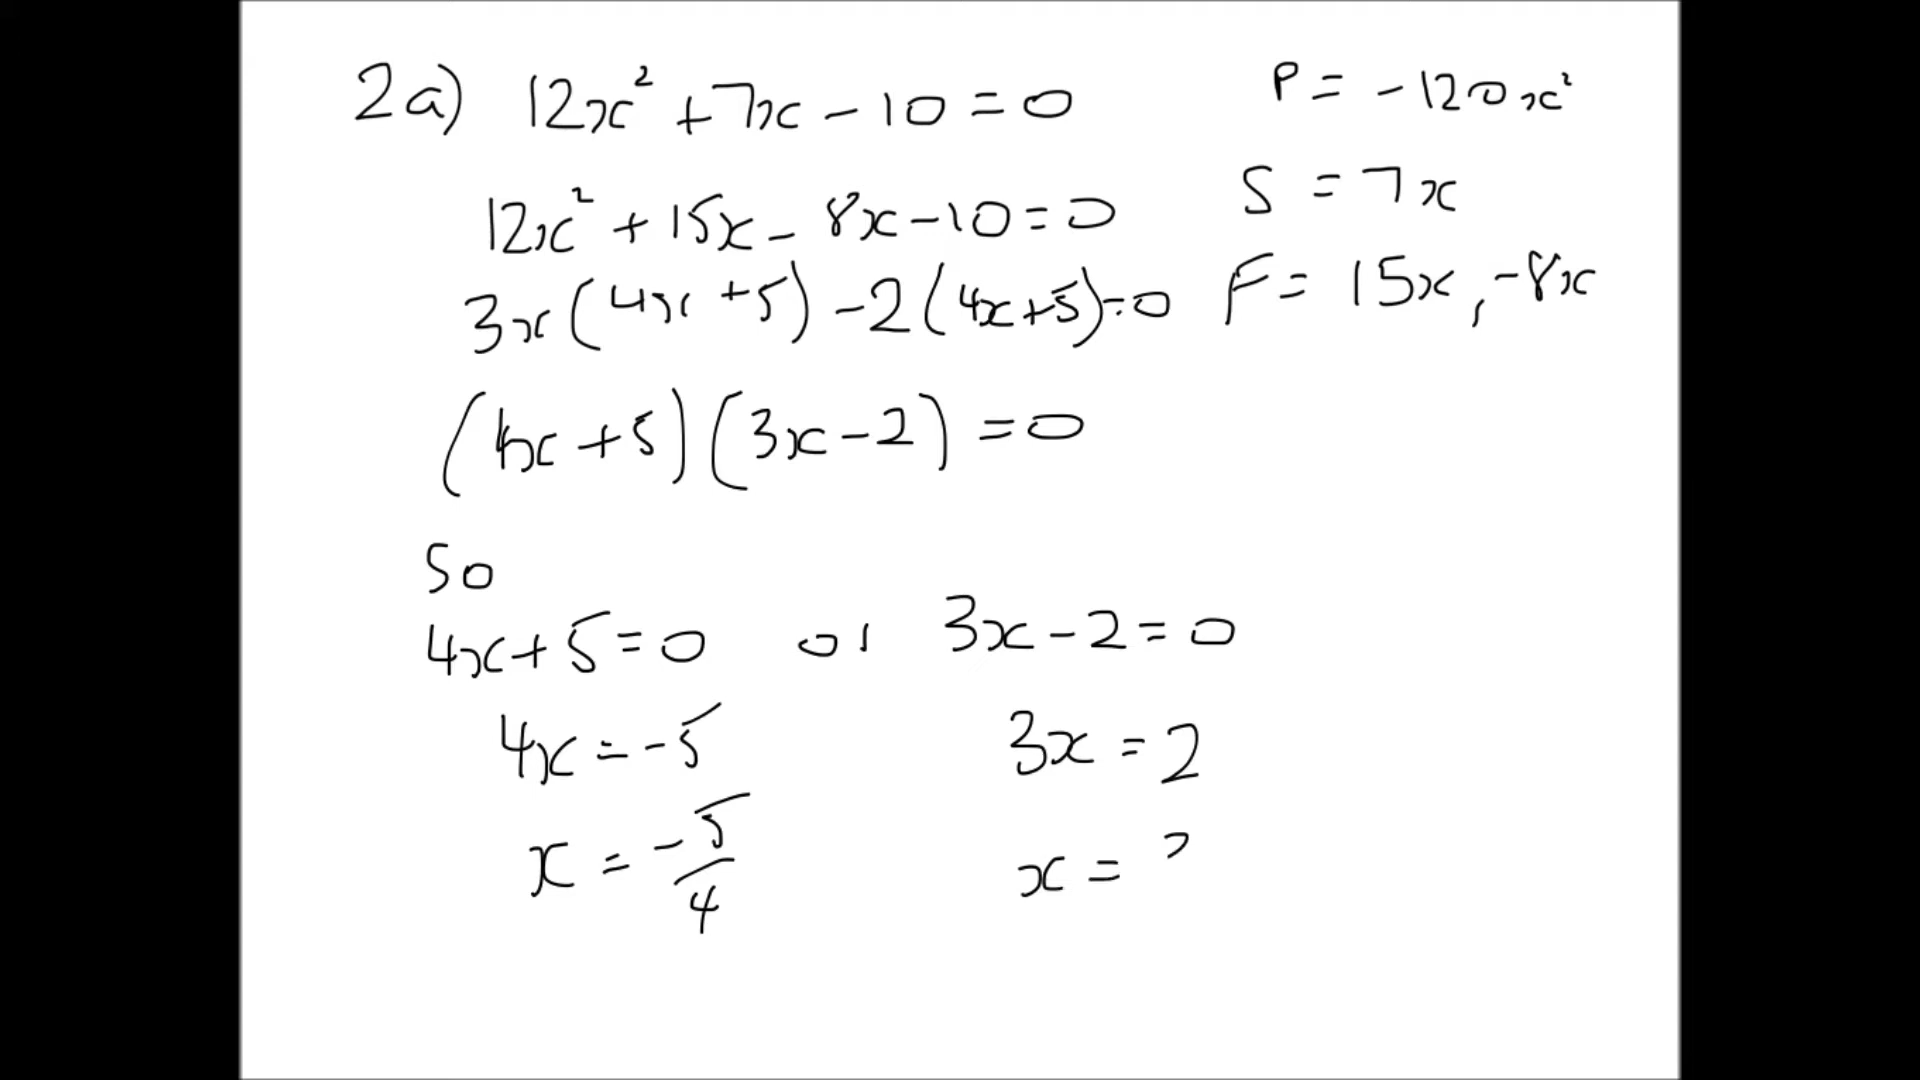 2a) 12x² + 7x - 10 = 0
P = -120x²
12x² + 15x - 8x - 10 = 0
S = 7x
3x(4x + 5) - 2(4x + 5) = 0
F = 15x, -8x
(4x + 5)(3x - 2) = 0
So
4x + 5 = 0 or 3x - 2 = 0
4x = -5
3x = 2
x = -5/4
x =